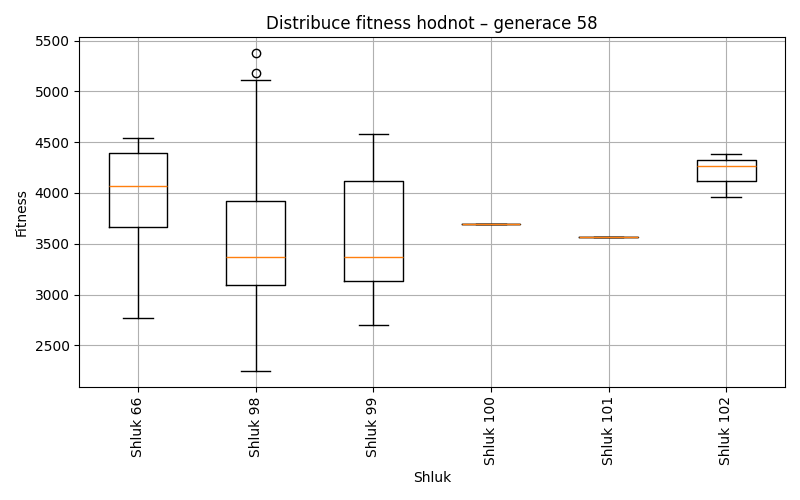 Distribuce fitness hodnot – generace 58
5500
5000
4500
4000
3500
3000
2500
Fitness
Shluk 66
Shluk 98
Shluk 99
Shluk 100
Shluk 101
Shluk 102
Shluk